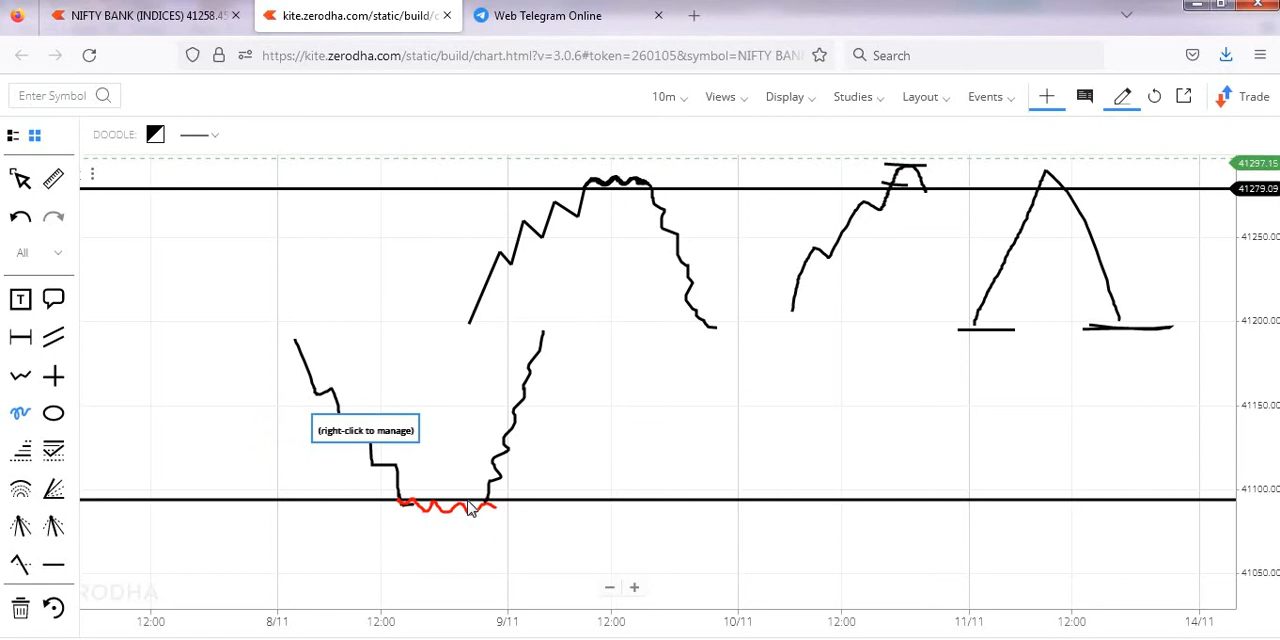 NIFTY BANK (INDICES) 41258.45
kite.zerodha.com/static/build/c
Web Telegram Online
https://kite.zerodha.com/static/build/chart.html?v=3.0.6#token=260105&symbol=NIFTY BAN
Search
Enter Symbol
10m
Views
Display
Studies
Layout
Events
Trade
DOODLE:
41297.15
41279.09
All
41250.00
41200.00
41150.00
(right-click to manage)
41100.00
41050.00
RODHA
12:00
8/11
12:00
9/11
12:00
10/11
12:00
11/11
12:00
14/11